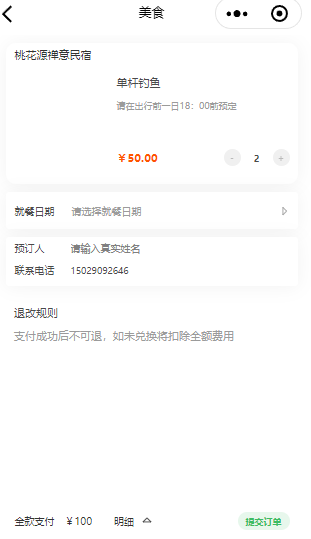 美食
桃花源禅意民宿
单杆钓鱼
请在出行前一日18：00前预定
￥50.00 - 2 +
就餐日期 请选择就餐日期
预订人 请输入真实姓名
联系电话 15029092646
退改规则
支付成功后不可退，如未兑换将扣除全额费用
全款支付 ￥100 明细 提交订单